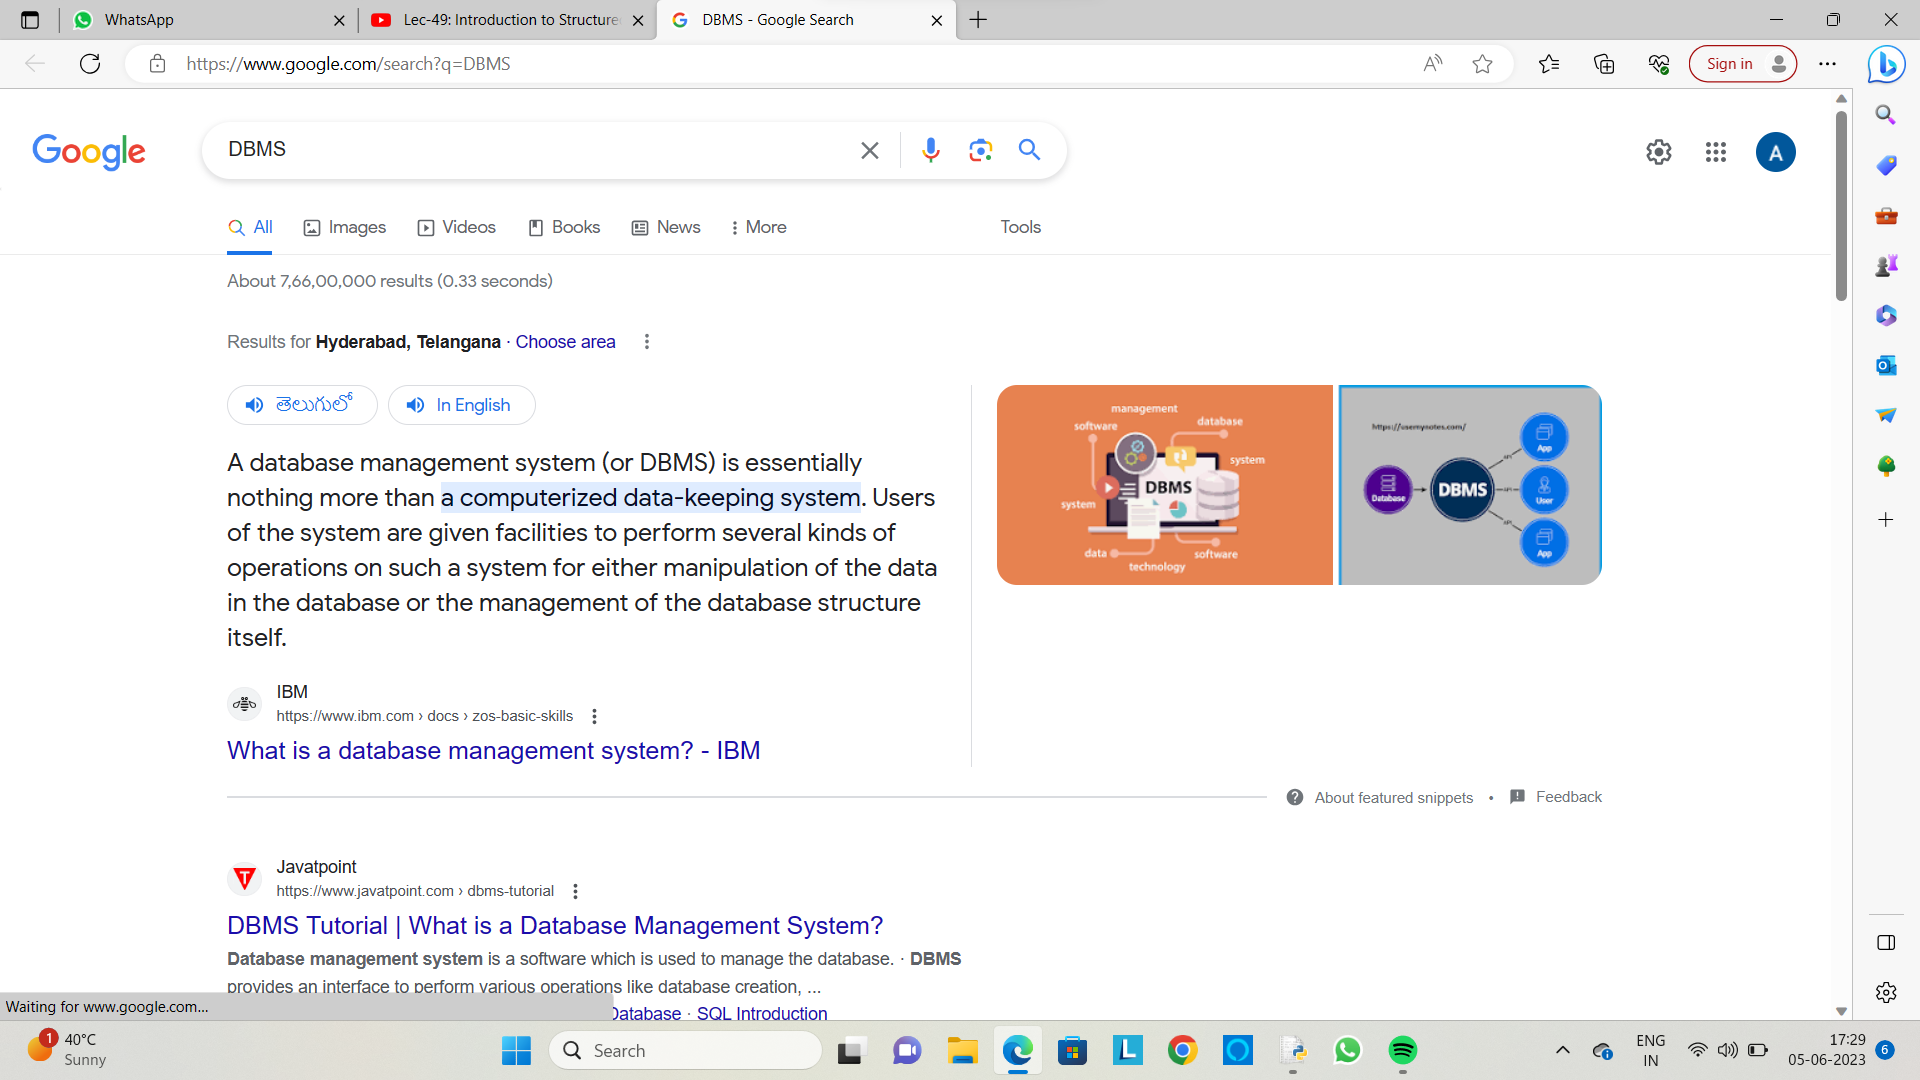 WhatsApp
Lec-49: Introduction to Structure
DBMS - Google Search
https://www.google.com/search?q=DBMS
Sign in
Google
DBMS
A
All
Images
Videos
Books
News
More
Tools
About 7,66,00,000 results (0.33 seconds)
Results for Hyderabad, Telangana · Choose area
తెలుగులో
In English
A database management system (or DBMS) is essentially
nothing more than a computerized data-keeping system. Users
of the system are given facilities to perform several kinds of
operations on such a system for either manipulation of the data
in the database or the management of the database structure
itself.
management
software
database
system
DBMS
system
data
software
technology
https://usemynotes.com/
Database
DBMS
API
API
API
App
User
App
IBM
https://www.ibm.com › docs › zos-basic-skills
What is a database management system? - IBM
About featured snippets • Feedback
Javatpoint
https://www.javatpoint.com › dbms-tutorial
DBMS Tutorial | What is a Database Management System?
Database management system is a software which is used to manage the database. · DBMS
provides an interface to perform various operations like database creation, ...
Database · SQL Introduction
Waiting for www.google.com...
1
40°C
Sunny
Search
ENG
IN
17:29
05-06-2023
6